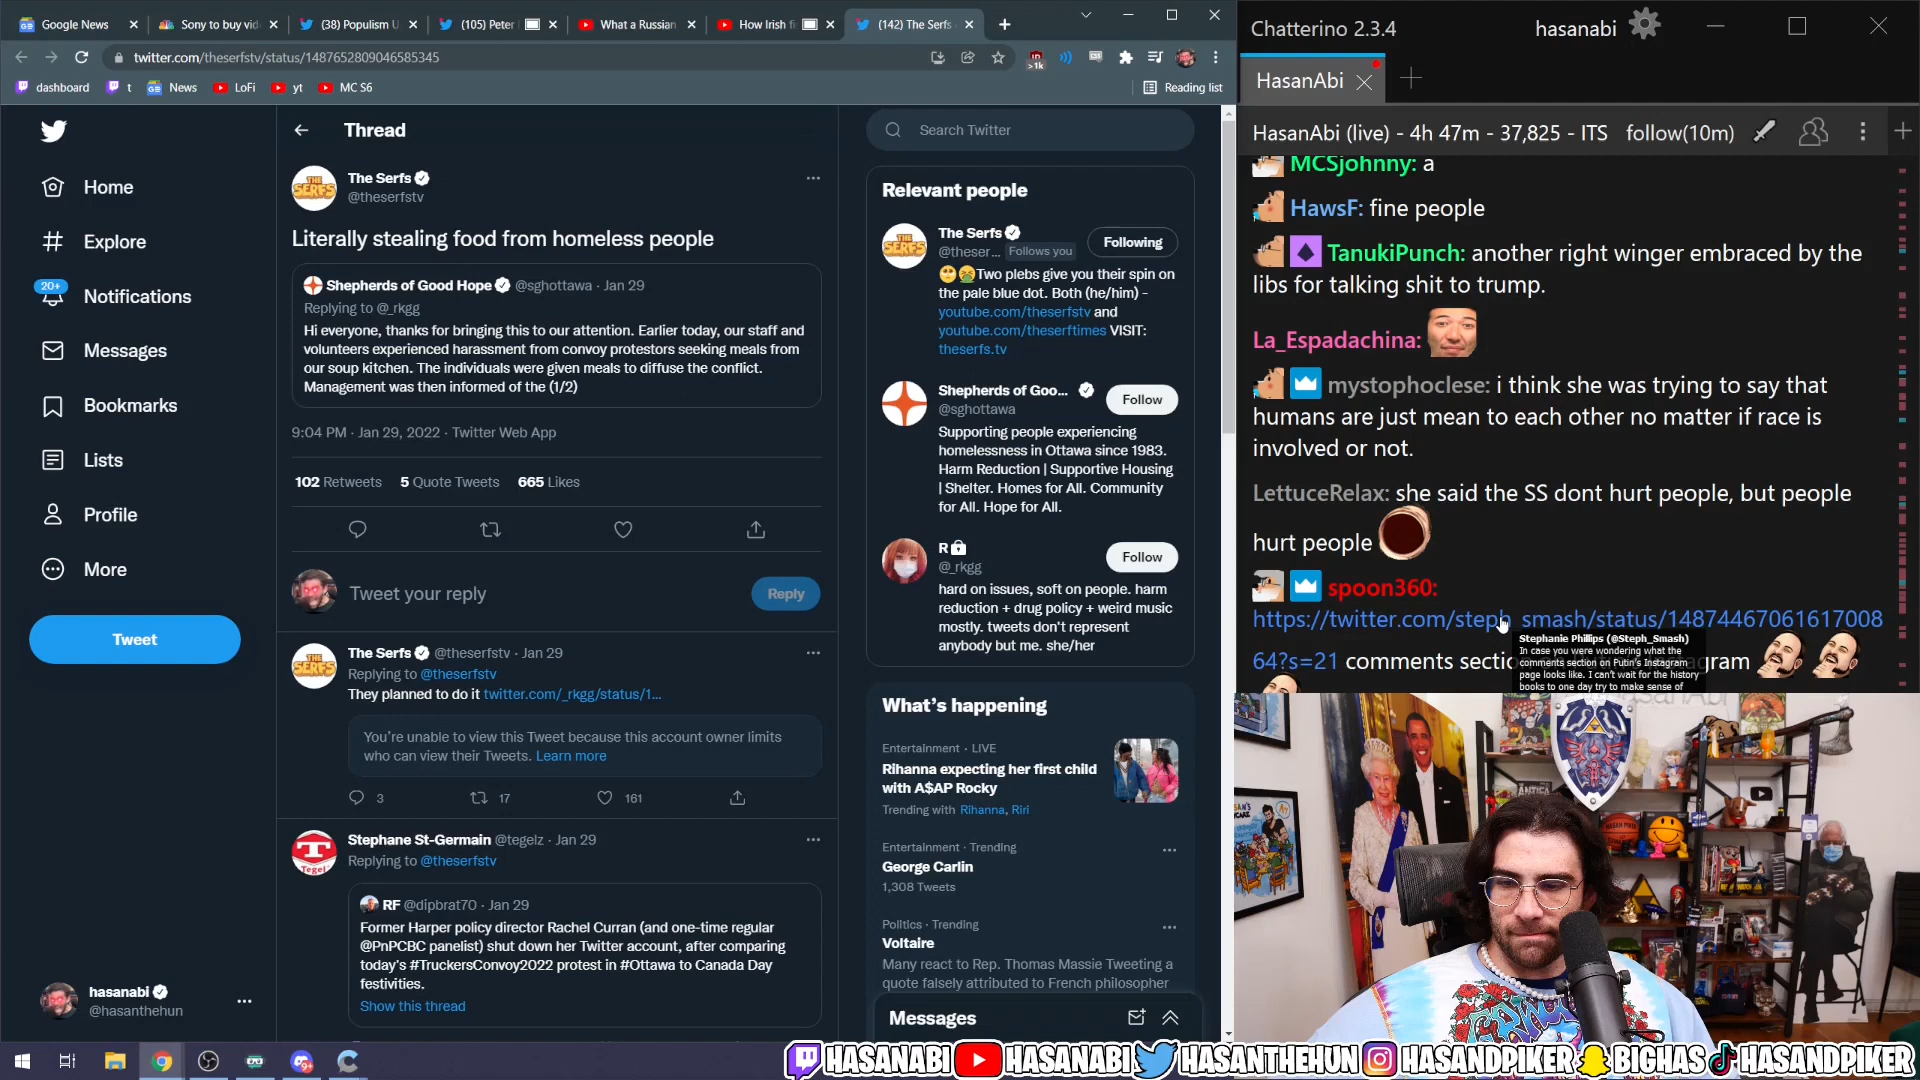 Google News
Sony to buy vid
(38) Populism U
(105) Peter
What a Russian
How Irish fi
(142) The Serfs
twitter.com/theserfstv/status/1487652809046585345
>1k
dashboard
t
News
LoFi
yt
MC S6
Reading list
Home
Explore
20+
Notifications
Messages
Bookmarks
Lists
Profile
More
Tweet
hasanabi
@hasanthehun
Thread
THE SERFS
The Serfs
@theserfstv
Literally stealing food from homeless people
Shepherds of Good Hope @sghottawa · Jan 29
Replying to @_rkgg
Hi everyone, thanks for bringing this to our attention. Earlier today, our staff and
volunteers experienced harassment from convoy protestors seeking meals from
our soup kitchen. The individuals were given meals to diffuse the conflict.
Management was then informed of the (1/2)
9:04 PM · Jan 29, 2022 · Twitter Web App
102 Retweets 5 Quote Tweets 665 Likes
Tweet your reply
Reply
THE SERFS
The Serfs @theserfstv · Jan 29
Replying to @theserfstv
They planned to do it twitter.com/_rkgg/status/1...
You're unable to view this Tweet because this account owner limits
who can view their Tweets. Learn more
3
17
161
Tegel
Stephane St-Germain @tegelz · Jan 29
Replying to @theserfstv
RF @dipbrat70 · Jan 29
Former Harper policy director Rachel Curran (and one-time regular
@PnPCBC panelist) shut down her Twitter account, after comparing
today's #TruckersConvoy2022 protest in #Ottawa to Canada Day
festivities.
Show this thread
Search Twitter
Relevant people
THE SERFS
The Serfs
@theser... Follows you
Following
Two plebs give you their spin on
the pale blue dot. Both (he/him) -
youtube.com/theserfstv and
youtube.com/theserftimes VISIT:
theserfs.tv
Shepherds of Goo...
@sghottawa
Follow
Supporting people experiencing
homelessness in Ottawa since 1983.
Harm Reduction | Supportive Housing
| Shelter. Homes for All. Community
for All. Hope for All.
R
@_rkgg
Follow
hard on issues, soft on people. harm
reduction + drug policy + weird music
mostly. tweets don't represent
anybody but me. she/her
What's happening
Entertainment · LIVE
Rihanna expecting her first child
with A$AP Rocky
Trending with Rihanna, Riri
Entertainment · Trending
George Carlin
1,308 Tweets
Politics · Trending
Voltaire
Many react to Rep. Thomas Massie Tweeting a
quote falsely attributed to French philosopher
Messages
Chatterino 2.3.4
hasanabi
HasanAbi
HasanAbi (live) - 4h 47m - 37,825 - ITS
follow(10m)
MCSjohnny: a
HawsF: fine people
TanukiPunch: another right winger embraced by the
libs for talking shit to trump.
La_Espadachina:
mystophoclese: i think she was trying to say that
humans are just mean to each other no matter if race is
involved or not.
LettuceRelax: she said the SS dont hurt people, but people
hurt people
spoon360:
https://twitter.com/steph_smash/status/14874467061617008
64?s=21 comments sectio
gram
Stephanie Phillips (@Steph_Smash)
In case you were wondering what the
comments section on Putin's Instagram
page looks like. I can't wait for the history
books to one day try to make sense of
ANTIFA
HASAN PIKER
HASANABI
HASANABI
HASANTHEHUN
HASANDPIKER
BIGHAS
HASANDPIKER